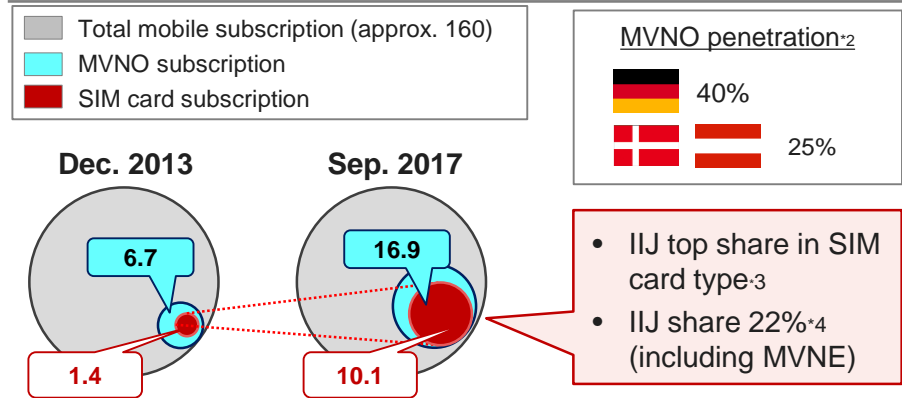 Total mobile subscription (approx. 160)
MVNO subscription
SIM card subscription
MVNO penetration*2
40%
25%
Dec. 2013
Sep. 2017
6.7
16.9
1.4
10.1
• IIJ top share in SIM
card type*3
• IIJ share 22%*4
(including MVNE)